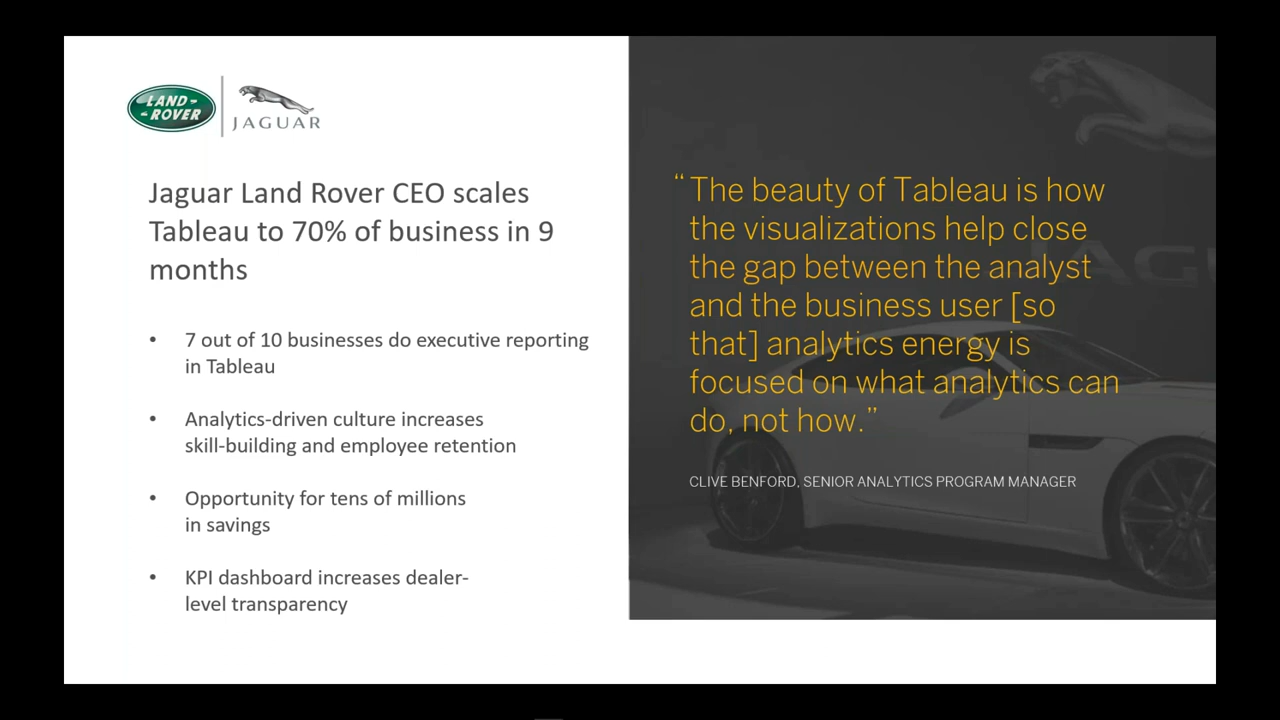 LAND-
-ROVER
JAGUAR
Jaguar Land Rover CEO scales
Tableau to 70% of business in 9
months
• 7 out of 10 businesses do executive reporting
in Tableau
• Analytics-driven culture increases
skill-building and employee retention
• Opportunity for tens of millions
in savings
• KPI dashboard increases dealer-
level transparency
“The beauty of Tableau is how
the visualizations help close
the gap between the analyst
and the business user [so
that] analytics energy is
focused on what analytics can
do, not how.”
CLIVE BENFORD, SENIOR ANALYTICS PROGRAM MANAGER
JAGU